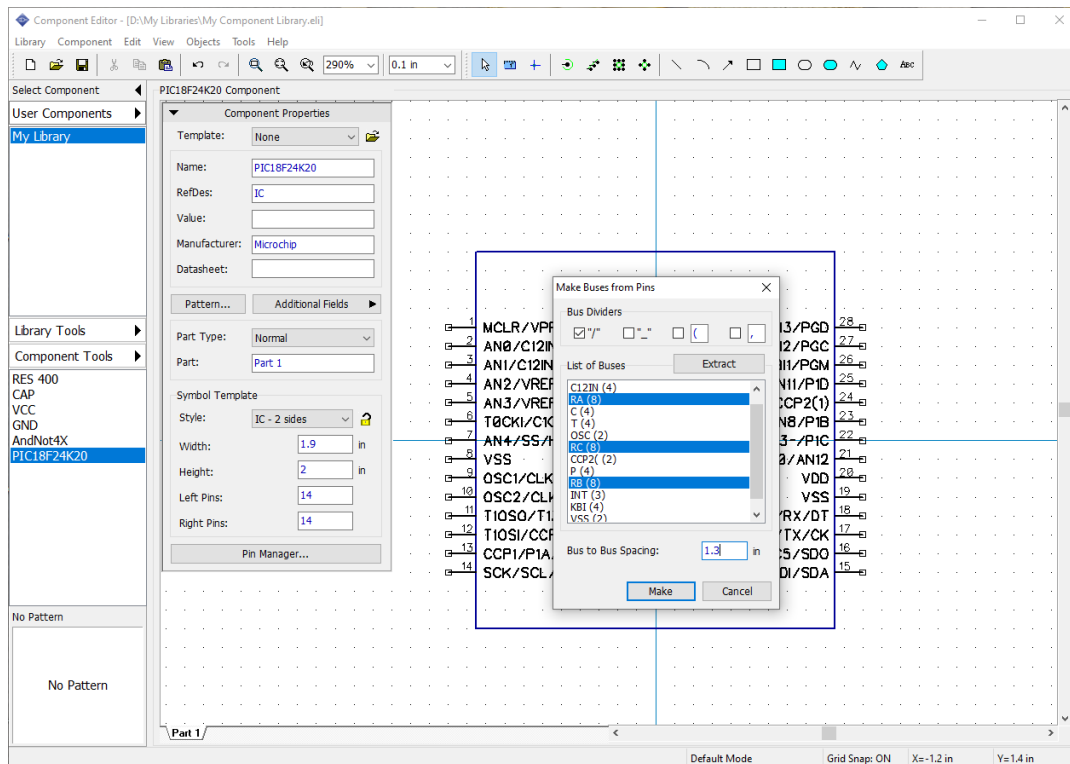 Component Editor - [D:\My Libraries\My Component Library.eli]
Library Component Edit View Objects Tools Help
290% 0.1 in ABC
Select Component
PIC18F24K20 Component
User Components
My Library
Library Tools
Component Tools
RES 400
CAP
VCC
GND
AndNot4X
PIC18F24K20
No Pattern
No Pattern
Component Properties
Template: None
Name: PIC18F24K20
RefDes: IC
Value:
Manufacturer: Microchip
Datasheet:
Pattern... Additional Fields
Part Type: Normal
Part: Part 1
Symbol Template
Style: IC - 2 sides
Width: 1.9 in
Height: 2 in
Left Pins: 14
Right Pins: 14
Pin Manager...
1 MCLR/VPP
2 AN0/C12IN
3 AN1/C12IN
4 AN2/VREF
5 AN3/VREF
6 T0CKI/C1O
7 AN4/SS/H
8 VSS
9 OSC1/CLK
10 OSC2/CLK
11 T1OSO/T1
12 T1OSI/CCP
13 CCP1/P1A
14 SCK/SCL/
Make Buses from Pins
Bus Dividers
"/" "_" ( ,
List of Buses Extract
C12IN (4)
RA (8)
C (4)
T (4)
OSC (2)
RC (8)
CCP2( (2)
P (4)
RB (8)
INT (3)
KBI (4)
VSS (2)
Bus to Bus Spacing: 1.3 in
Make Cancel
I3/PGD 28
I2/PGC 27
I1/PGM 26
N11/P1D 25
CCP2(1) 24
N8/P1B 23
3-/P1C 22
0/AN12 21
VDD 20
VSS 19
/RX/DT 18
/TX/CK 17
C5/SDO 16
DI/SDA 15
Part 1
Default Mode Grid Snap: ON X=-1.2 in Y=1.4 in